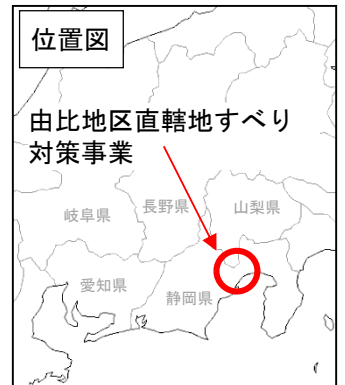 位置図
由比地区直轄地すべり
対策事業
岐阜県
長野県
山梨県
愛知県
静岡県